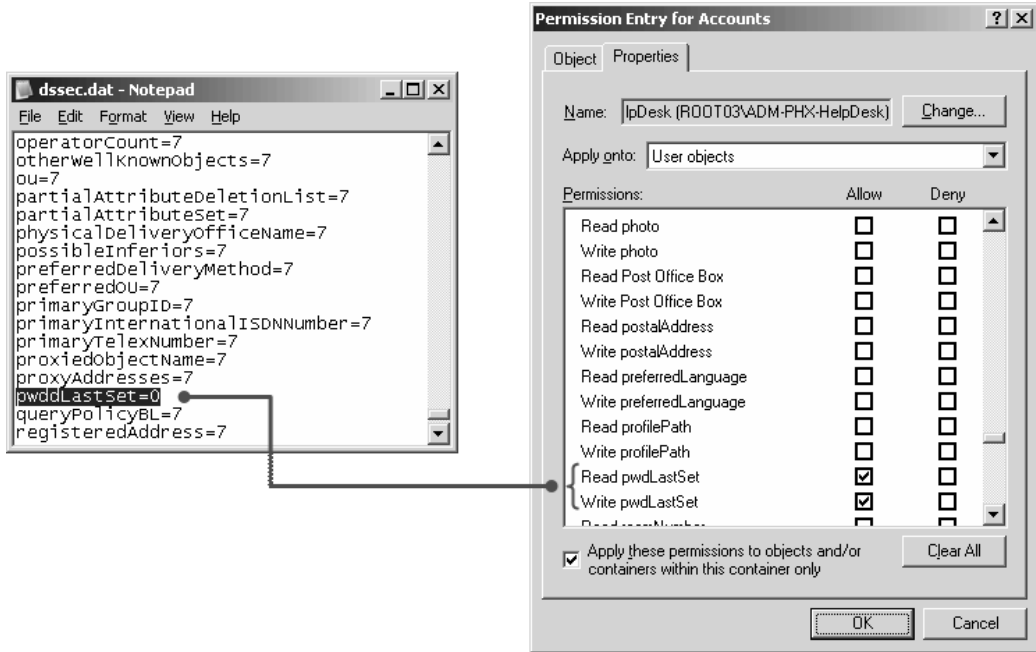 dssec.dat - Notepad
File Edit Format View Help
operatorCount=7
otherWellKnownObjects=7
ou=7
partialAttributeDeletionList=7
partialAttributeSet=7
physicalDeliveryOfficeName=7
possibleInferiors=7
preferredDeliveryMethod=7
preferredOU=7
primaryGroupID=7
primaryInternationalISDNNumber=7
primaryTelexNumber=7
proxiedObjectName=7
proxyAddresses=7
pwddLastSet=0
queryPolicyBL=7
registeredAddress=7
Permission Entry for Accounts
Object Properties
Name: lpDesk (ROOT03\ADM-PHX-HelpDesk) Change...
Apply onto: User objects
Permissions: Allow Deny
Read photo
Write photo
Read Post Office Box
Write Post Office Box
Read postalAddress
Write postalAddress
Read preferredLanguage
Write preferredLanguage
Read profilePath
Write profilePath
Read pwdLastSet
Write pwdLastSet
Read roomNumber
Apply these permissions to objects and/or
containers within this container only
Clear All
OK Cancel